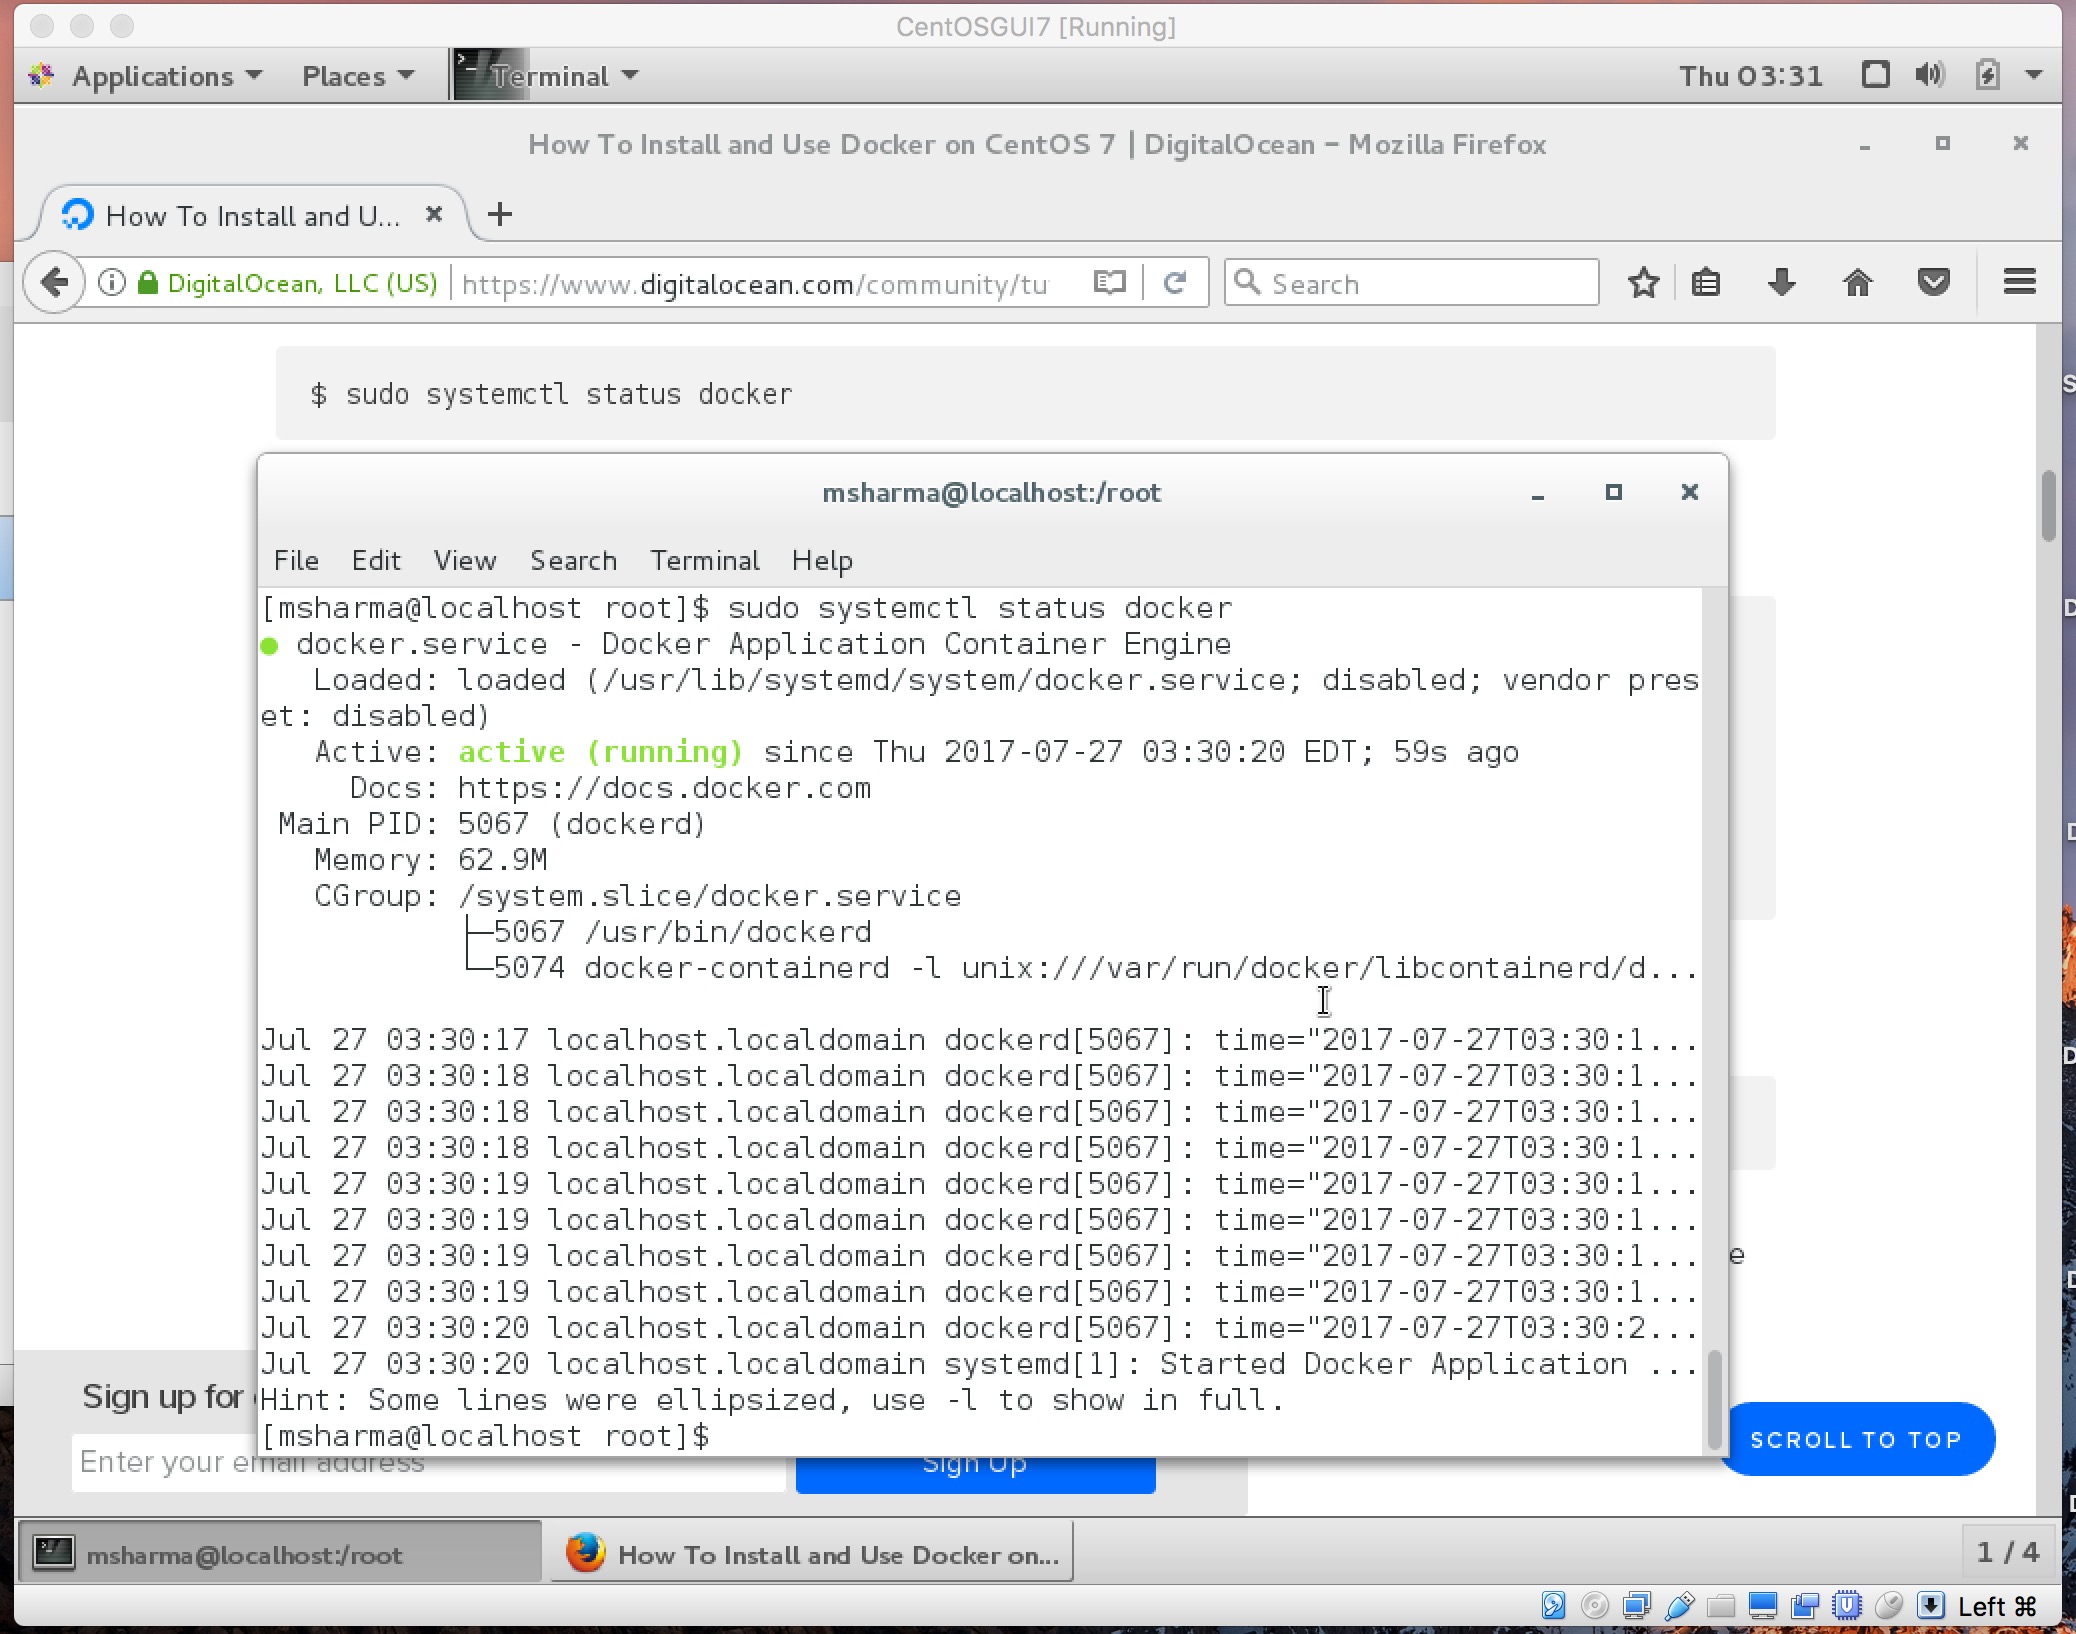 CentOSGUI7 [Running]
Applications Places Terminal Thu 03:31
How To Install and Use Docker on CentOS 7 | DigitalOcean – Mozilla Firefox
How To Install and U...
DigitalOcean, LLC (US) https://www.digitalocean.com/community/tu Search
$ sudo systemctl status docker
msharma@localhost:/root
File Edit View Search Terminal Help
[msharma@localhost root]$ sudo systemctl status docker
● docker.service - Docker Application Container Engine
Loaded: loaded (/usr/lib/systemd/system/docker.service; disabled; vendor pres
et: disabled)
Active: active (running) since Thu 2017-07-27 03:30:20 EDT; 59s ago
Docs: https://docs.docker.com
Main PID: 5067 (dockerd)
Memory: 62.9M
CGroup: /system.slice/docker.service
├─5067 /usr/bin/dockerd
└─5074 docker-containerd -l unix:///var/run/docker/libcontainerd/d...
Jul 27 03:30:17 localhost.localdomain dockerd[5067]: time="2017-07-27T03:30:1...
Jul 27 03:30:18 localhost.localdomain dockerd[5067]: time="2017-07-27T03:30:1...
Jul 27 03:30:18 localhost.localdomain dockerd[5067]: time="2017-07-27T03:30:1...
Jul 27 03:30:18 localhost.localdomain dockerd[5067]: time="2017-07-27T03:30:1...
Jul 27 03:30:19 localhost.localdomain dockerd[5067]: time="2017-07-27T03:30:1...
Jul 27 03:30:19 localhost.localdomain dockerd[5067]: time="2017-07-27T03:30:1...
Jul 27 03:30:19 localhost.localdomain dockerd[5067]: time="2017-07-27T03:30:1...
Jul 27 03:30:19 localhost.localdomain dockerd[5067]: time="2017-07-27T03:30:1...
Jul 27 03:30:20 localhost.localdomain dockerd[5067]: time="2017-07-27T03:30:2...
Jul 27 03:30:20 localhost.localdomain systemd[1]: Started Docker Application ...
Hint: Some lines were ellipsized, use -l to show in full.
[msharma@localhost root]$
e
Sign up for
Enter your email address
Sign Up
SCROLL TO TOP
msharma@localhost:/root How To Install and Use Docker on... 1 / 4
Left ⌘